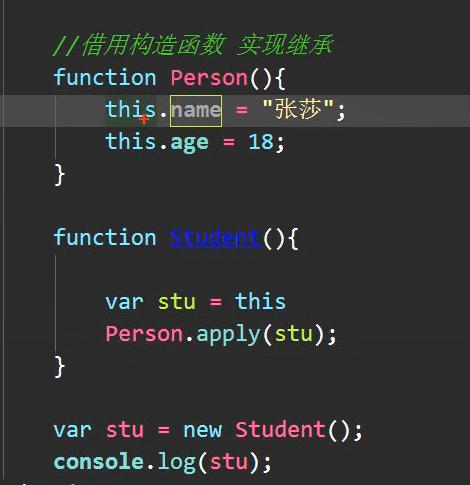 //借用构造函数 实现继承
function Person(){
this.name = "张莎";
this.age = 18;
}
function Student(){
var stu = this
Person.apply(stu);
}
var stu = new Student();
console.log(stu);